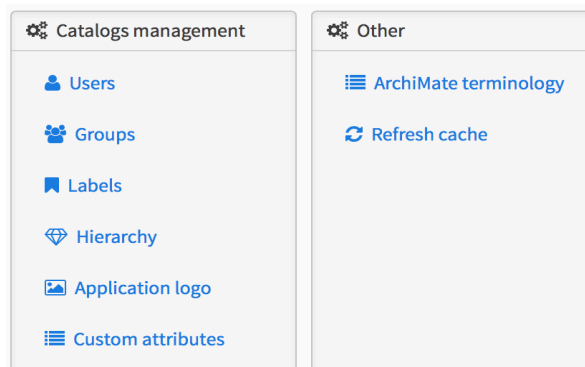 Catalogs management
Users
Groups
Labels
Hierarchy
Application logo
Custom attributes
Other
ArchiMate terminology
Refresh cache